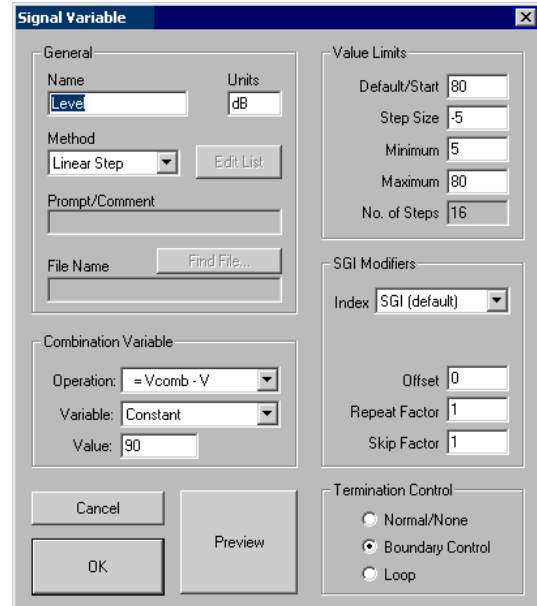 Signal Variable
General
Name Units
Level dB
Method
Linear Step Edit List
Prompt/Comment
File Name Find File...
Combination Variable
Operation: = Vcomb - V
Variable: Constant
Value: 90
Cancel
OK
Preview
Value Limits
Default/Start 80
Step Size -5
Minimum 5
Maximum 80
No. of Steps 16
SGI Modifiers
Index SGI (default)
Offset 0
Repeat Factor 1
Skip Factor 1
Termination Control
Normal/None
Boundary Control
Loop